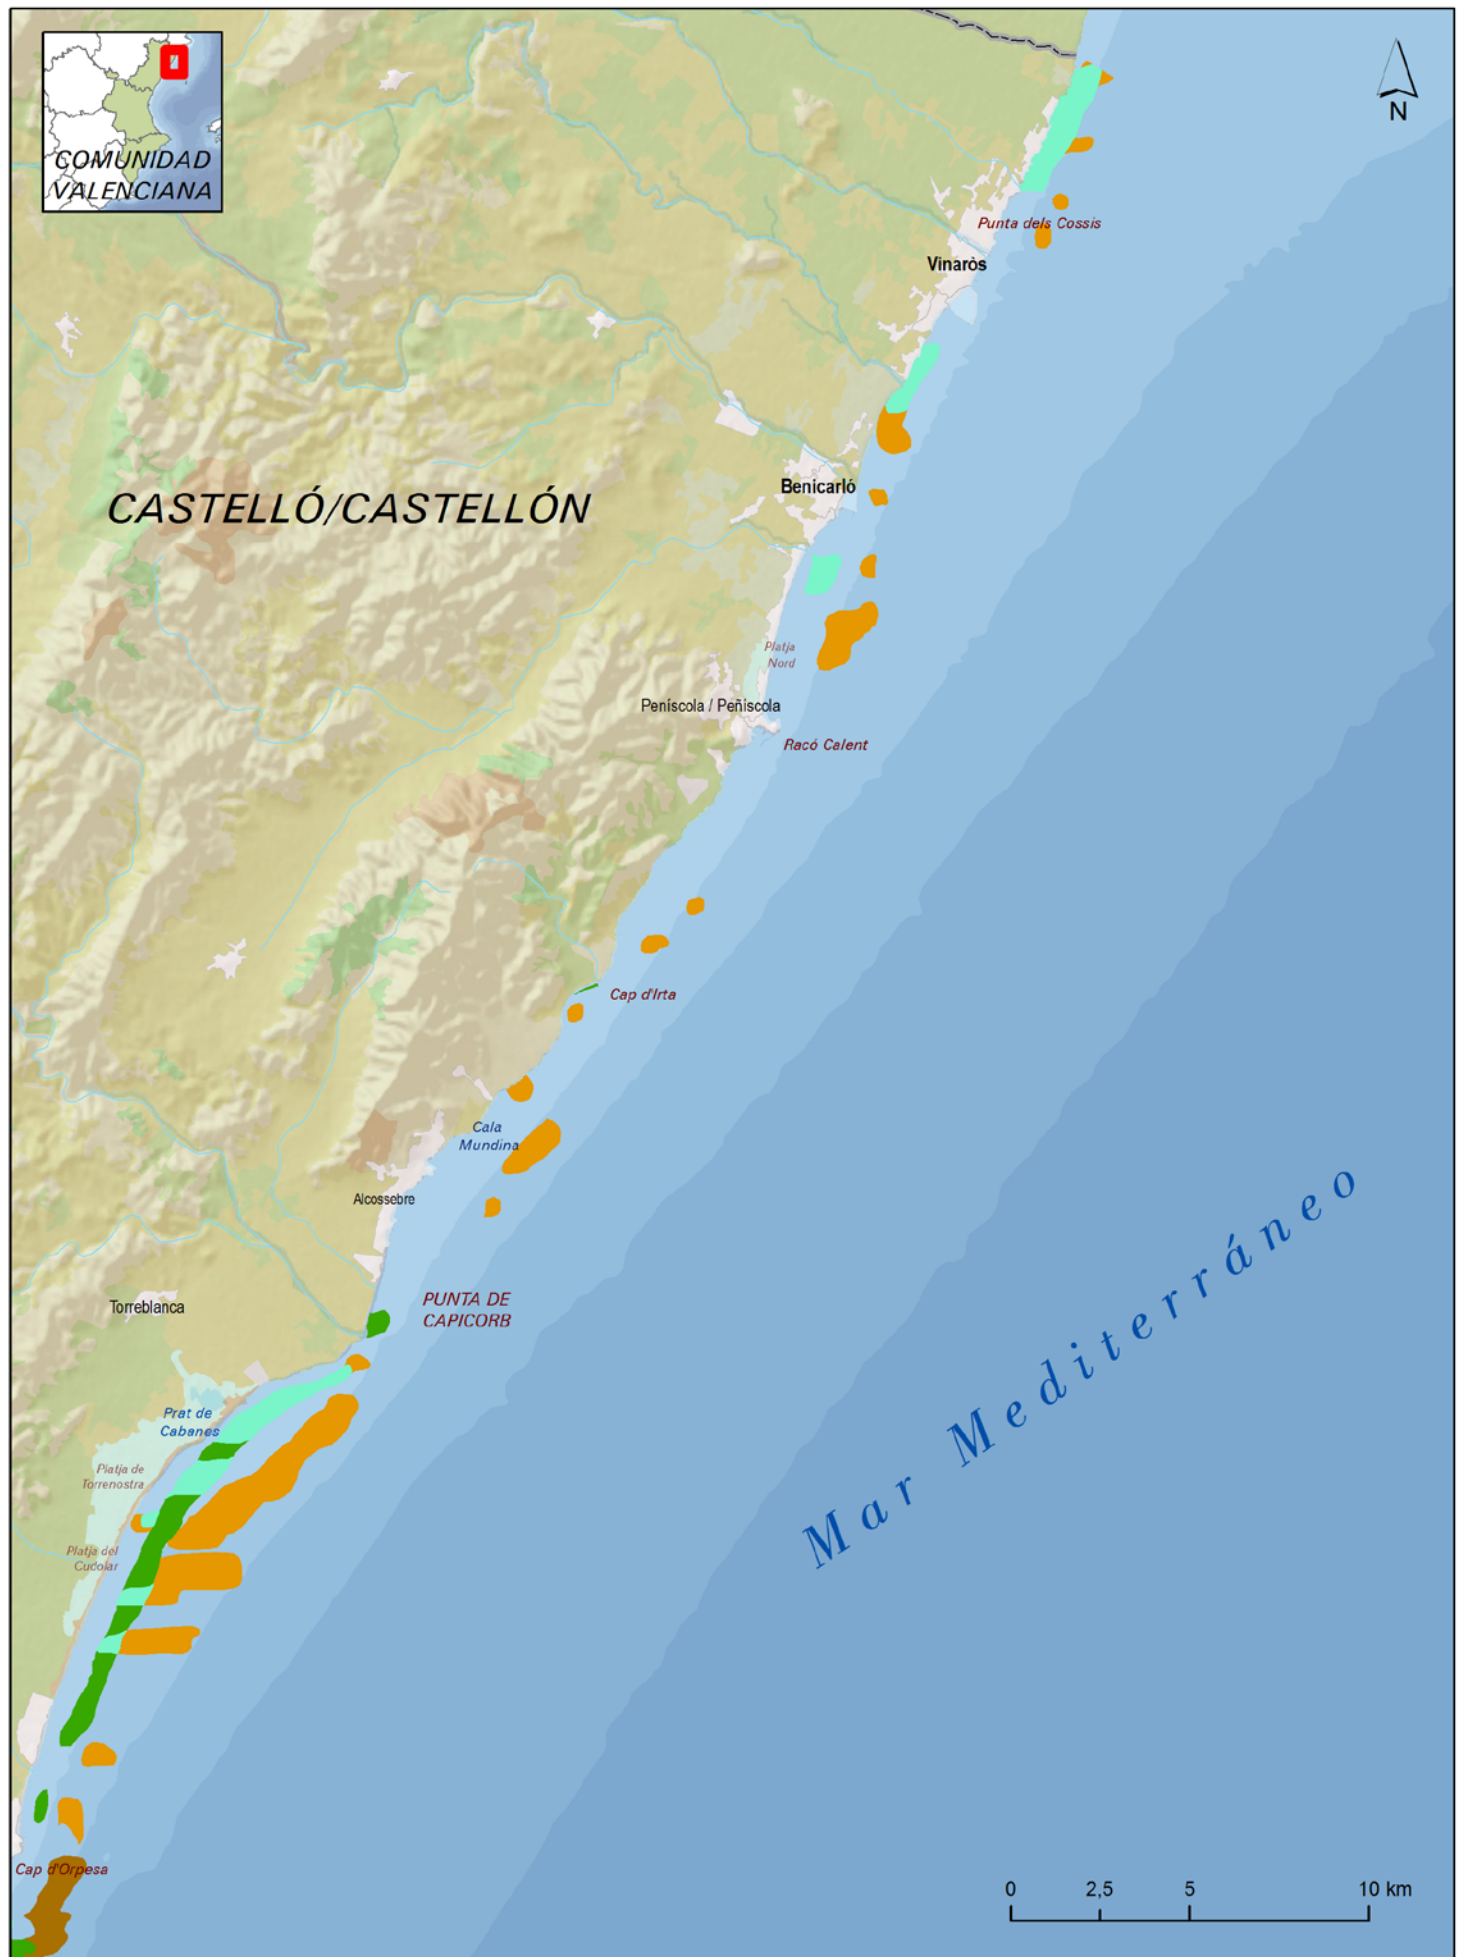 COMUNIDAD
VALENCIANA
N
Punta dels Cossis
Vinaròs
Benicarló
CASTELLÓ/CASTELLÓN
Platja
Nord
Peníscola / Peñiscola
Racó Calent
Cap d'Irta
Cala
Mundina
Alcossebre
Mar Mediterráneo
PUNTA DE
CAPICORB
Torreblanca
Prat de
Cabanes
Platja de
Torrenostra
Platja del
Cudolar
Cap d'Orpesa
0 2,5 5 10 km